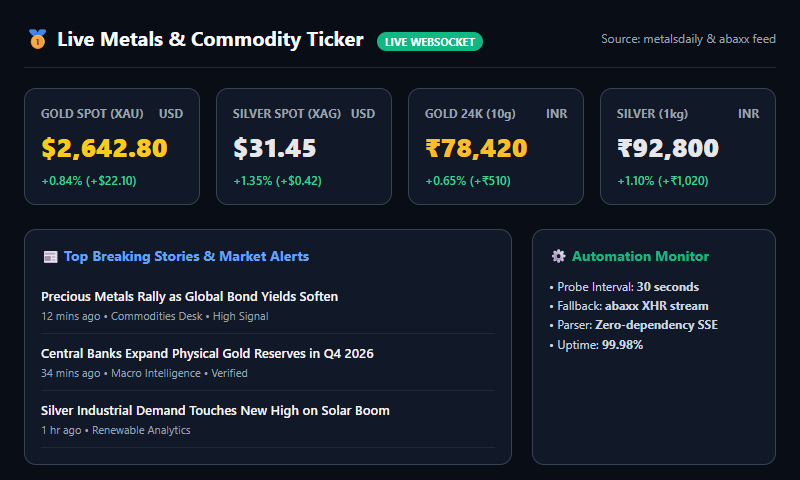 Live Metals & Commodity Ticker LIVE WEBSOCKET Source: metalsdaily & abaxx feed
GOLD SPOT (XAU) USD
$2,642.80
+0.84% (+$22.10)
SILVER SPOT (XAG) USD
$31.45
+1.35% (+$0.42)
GOLD 24K (10g) INR
₹78,420
+0.65% (+₹510)
SILVER (1kg) INR
₹92,800
+1.10% (+₹1,020)
Top Breaking Stories & Market Alerts
Precious Metals Rally as Global Bond Yields Soften
12 mins ago • Commodities Desk • High Signal
Central Banks Expand Physical Gold Reserves in Q4 2026
34 mins ago • Macro Intelligence • Verified
Silver Industrial Demand Touches New High on Solar Boom
1 hr ago • Renewable Analytics
Automation Monitor
• Probe Interval: 30 seconds
• Fallback: abaxx XHR stream
• Parser: Zero-dependency SSE
• Uptime: 99.98%